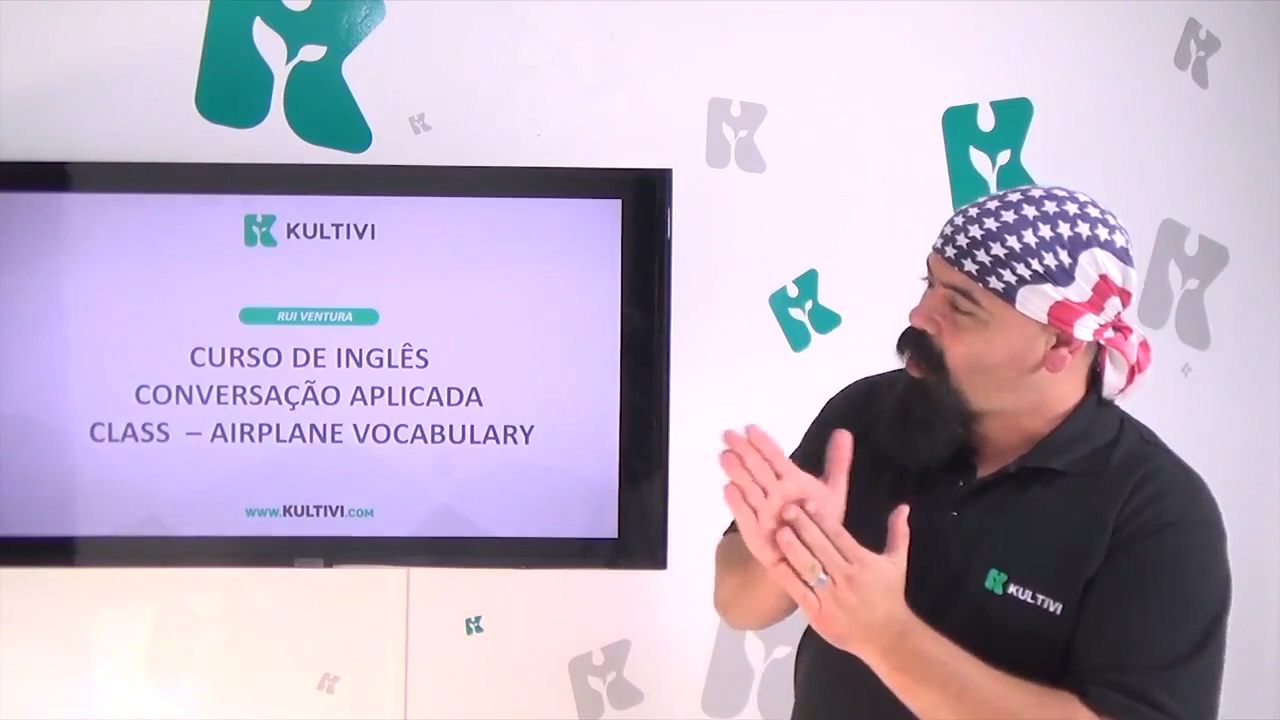 KULTIVI
RUI VENTURA
CURSO DE INGLÊS
CONVERSAÇÃO APLICADA
CLASS – AIRPLANE VOCABULARY
WWW.KULTIVI.COM
KULTIVI